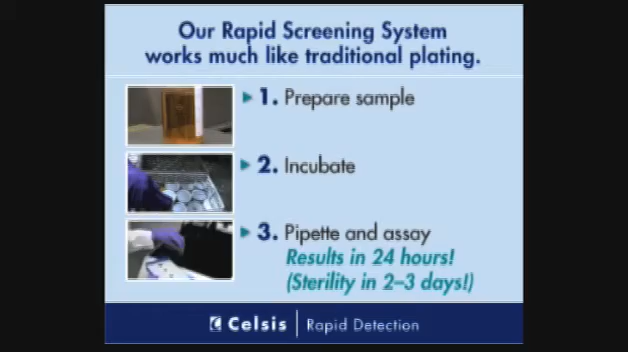 Our Rapid Screening System
works much like traditional plating.
1. Prepare sample
2. Incubate
3. Pipette and assay
Results in 24 hours!
(Sterility in 2–3 days!)
Celsis | Rapid Detection